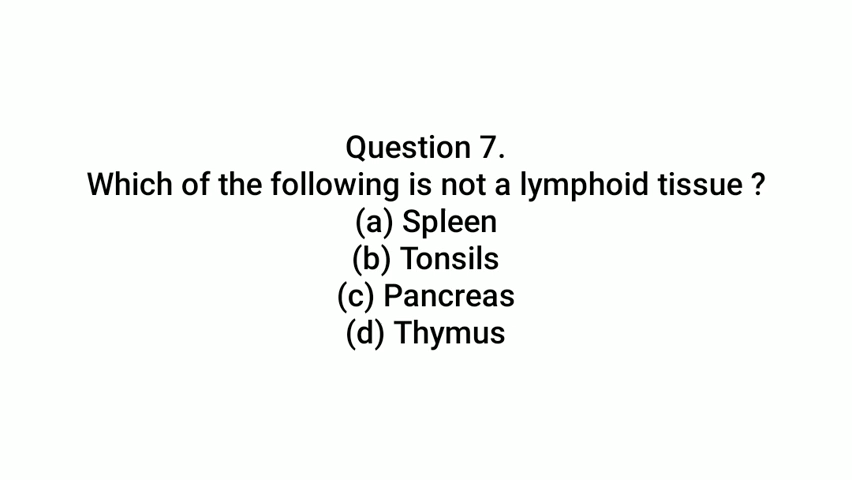 Question 7.
Which of the following is not a lymphoid tissue ?
(a) Spleen
(b) Tonsils
(c) Pancreas
(d) Thymus